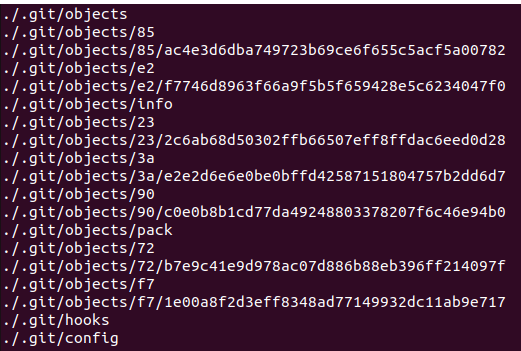 ./.git/objects
./.git/objects/85
./.git/objects/85/ac4e3d6dba749723b69ce6f655c5acf5a00782
./.git/objects/e2
./.git/objects/e2/f7746d8963f66a9f5b5f659428e5c6234047f0
./.git/objects/info
./.git/objects/23
./.git/objects/23/2c6ab68d50302ffb66507eff8ffdac6eed0d28
./.git/objects/3a
./.git/objects/3a/e2e2d6e6e0be0bffd42587151804757b2dd6d7
./.git/objects/90
./.git/objects/90/c0e0b8b1cd77da49248803378207f6c46e94b0
./.git/objects/pack
./.git/objects/72
./.git/objects/72/b7e9c41e9d978ac07d886b88eb396ff214097f
./.git/objects/f7
./.git/objects/f7/1e00a8f2d3eff8348ad77149932dc11ab9e717
./.git/hooks
./.git/config